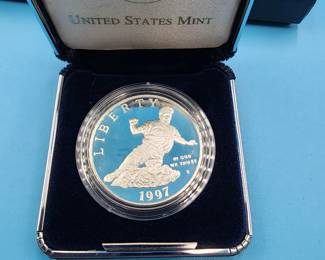 UNITED STATES MINT
LIBERTY
IN GOD
WE TRUST
S
1997